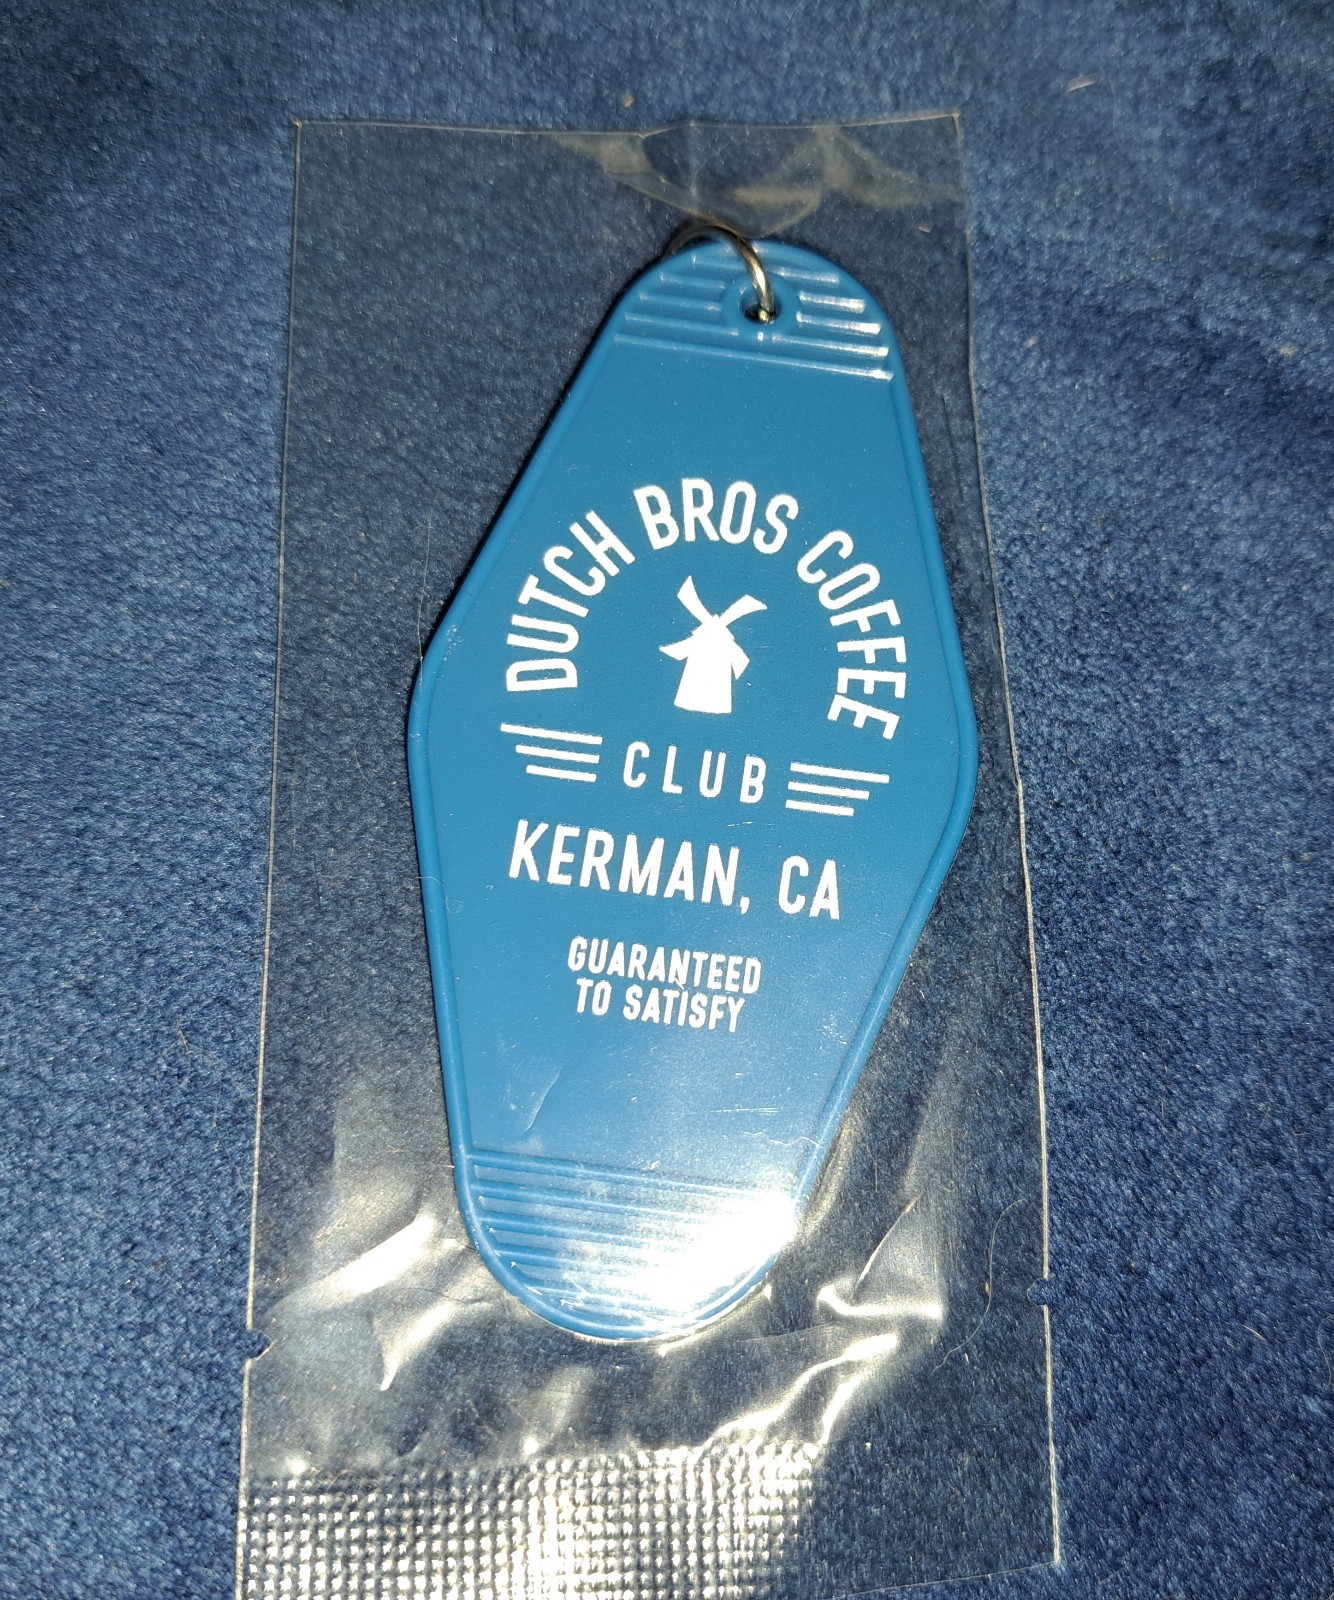 DUTCH BROS COFFEE
CLUB
KERMAN, CA
GUARANTEED
TO SATISFY